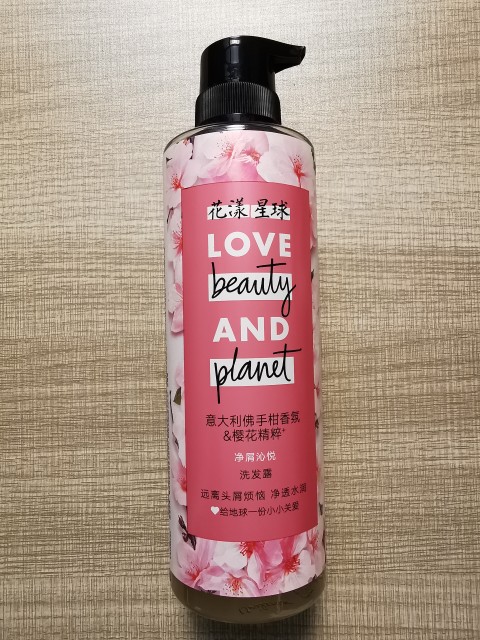 花漾星球
LOVE
beauty
AND
planet
意大利佛手柑香氛
&樱花精粹+
净屑沁悦
洗发露
远离头屑烦恼 净透水润
给地球一份小小关爱